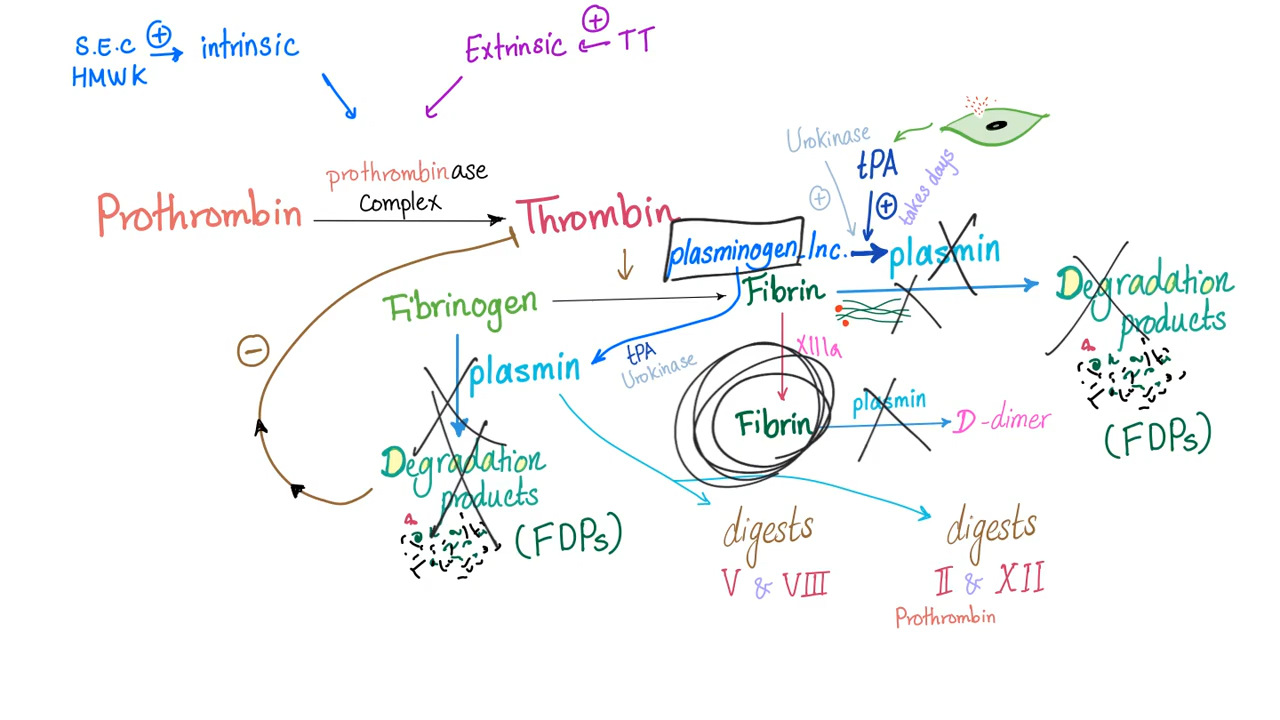 S.E.C ⊕ → intrinsic
HMWK
Extrinsic ⊕ ← TT
Urokinase
tPA
takes days
⊕
⊕
prothrombinase
Complex
Prothrombin
Thrombin
plasminogen Inc.
plasmin
Fibrinogen
Fibrin
Degradation
products
(FDPs)
XIIIa
tPA
Urokinase
⊖
plasmin
Fibrin
plasmin
D-dimer
Degradation
products
(FDPs)
digests
V & VIII
digests
II & XII
Prothrombin